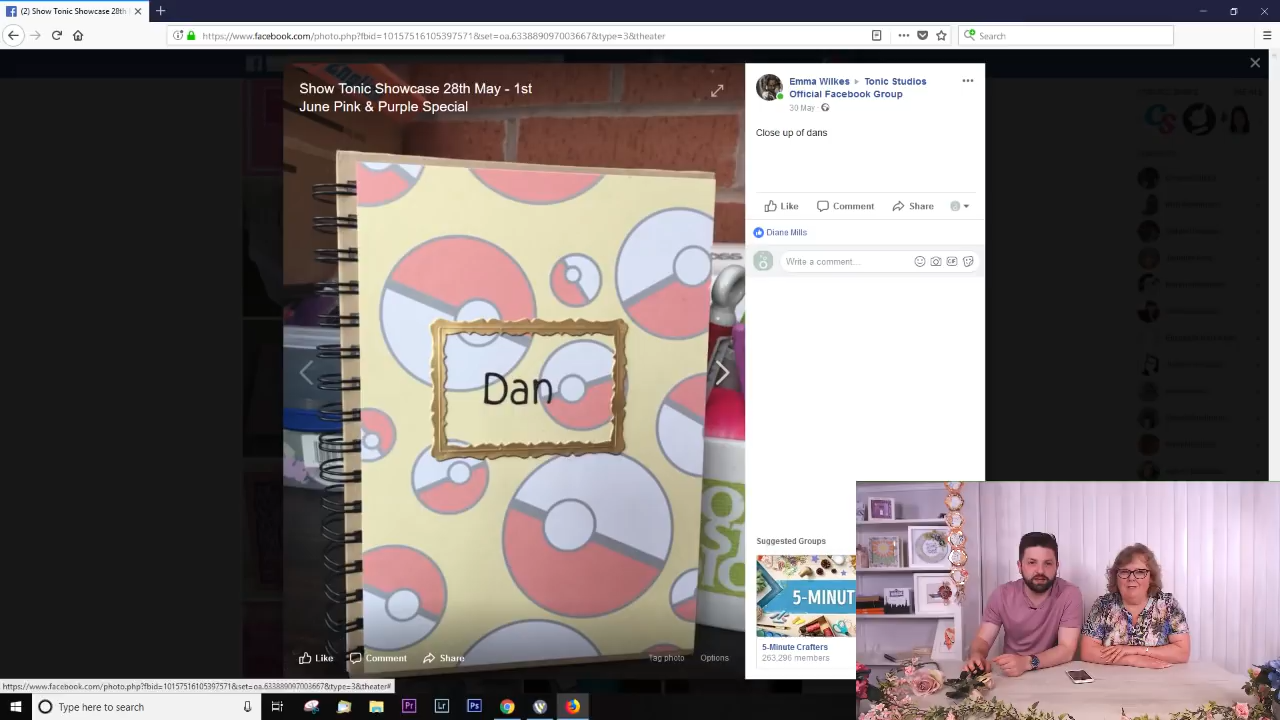 (2) Show Tonic Showcase 28th
https://www.facebook.com/photo.php?fbid=10157516105397571&set=oa.633889097003667&type=3&theater
Search
Show Tonic Showcase 28th May - 1st
June Pink & Purple Special
Emma Wilkes Tonic Studios
Official Facebook Group
30 May
Close up of dans
Like Comment Share
Diane Mills
Write a comment...
Dan
Suggested Groups
5-MINUT
5-Minute Crafters
263,296 members
Like Comment Share
Tag photo Options
https://www.facebook.com/photo.php?fbid=10157516105397571&set=oa.633889097003667&type=3&theater#
Type here to search
Pr
Lr
Ps